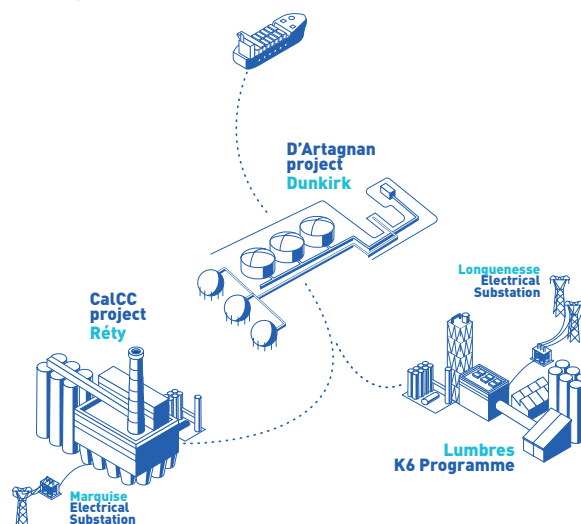 D'Artagnan
project
Dunkirk
Longuenesse
Electrical
Substation
CalCC
project
Réty
Lumbres
K6 Programme
Marquise
Electrical
Substation